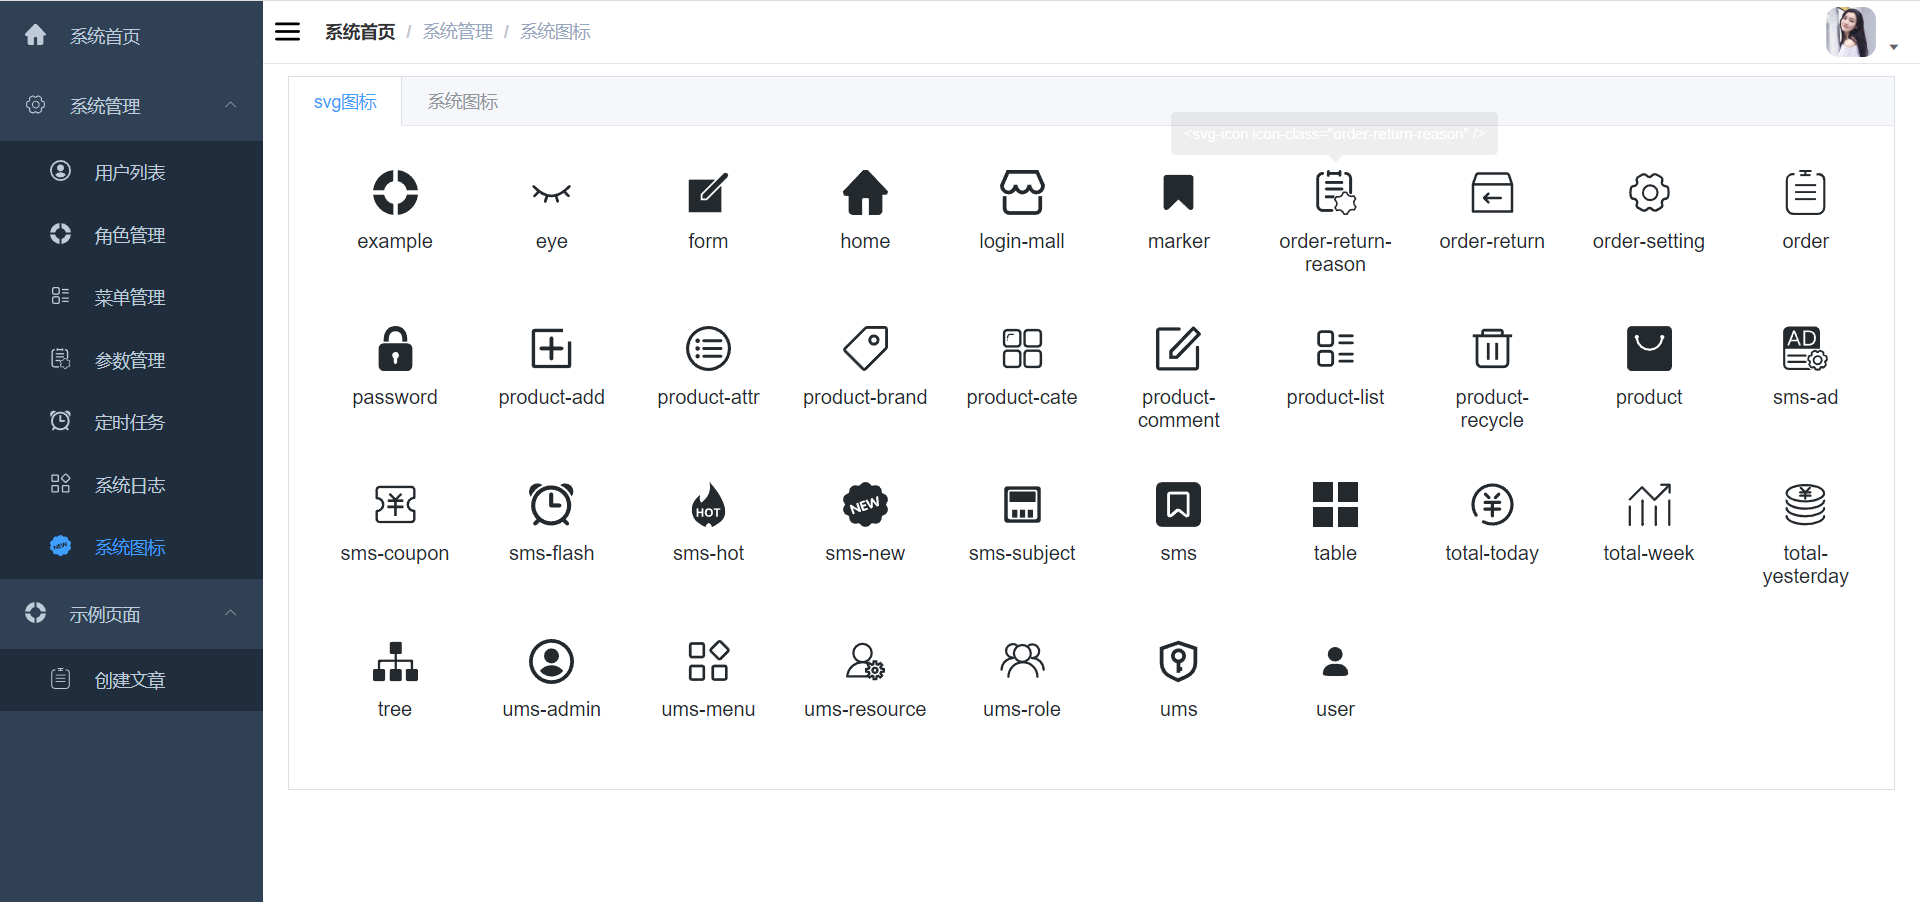 系统首页
系统管理
用户列表
角色管理
菜单管理
参数管理
定时任务
系统日志
系统图标
示例页面
创建文章
系统首页 / 系统管理 / 系统图标
svg图标 系统图标
<svg-icon icon-class="order-return-reason" />
example eye form home login-mall marker order-return- order-return order-setting order
reason
AD
password product-add product-attr product-brand product-cate product- product-list product- product sms-ad
comment recycle
¥ HOT NEW ¥ ¥
sms-coupon sms-flash sms-hot sms-new sms-subject sms table total-today total-week total-
yesterday
tree ums-admin ums-menu ums-resource ums-role ums user